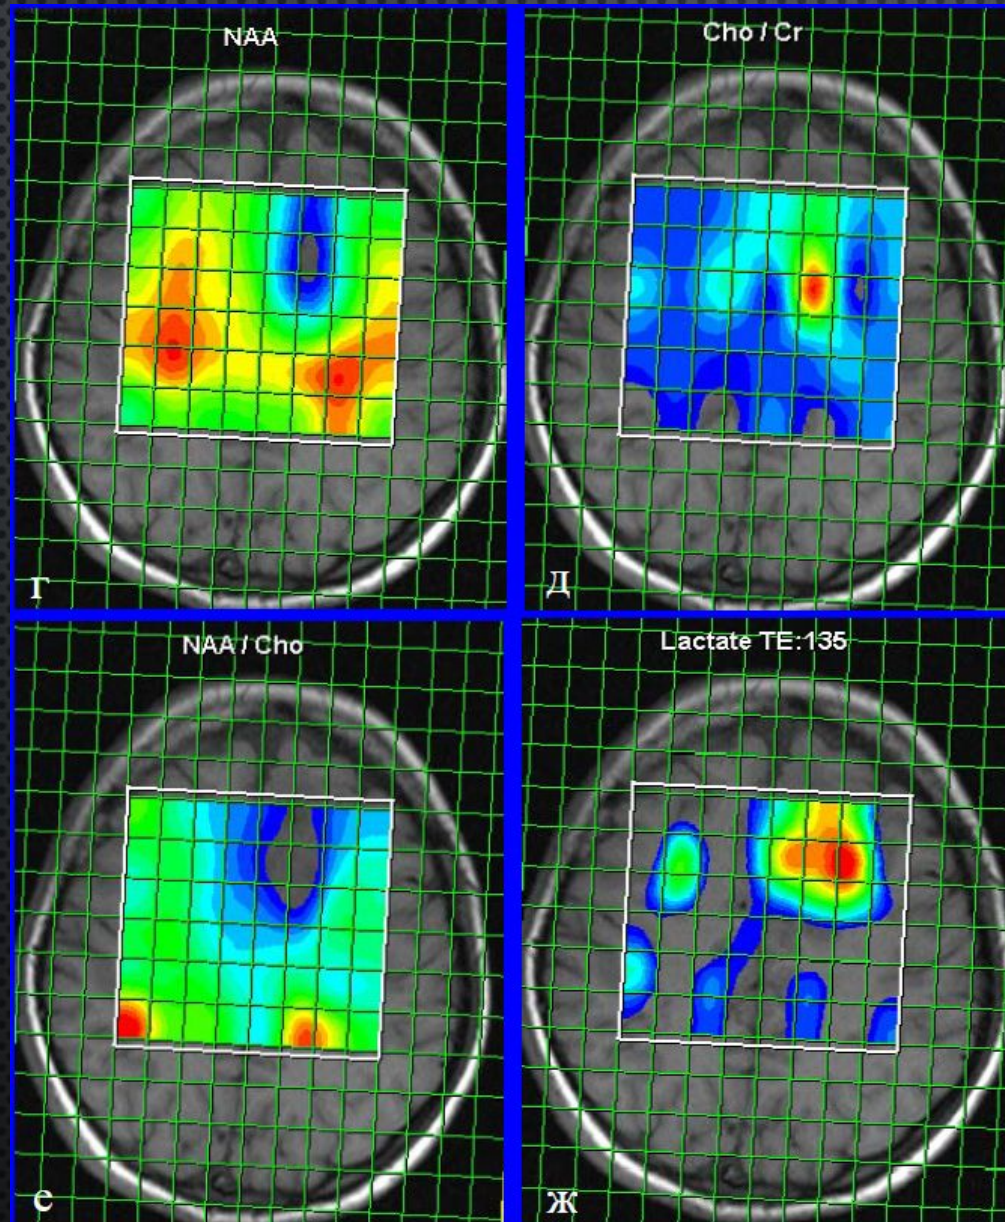 NAA
Cho / Cr
г
д
NAA / Cho
Lactate TE:135
е
ж